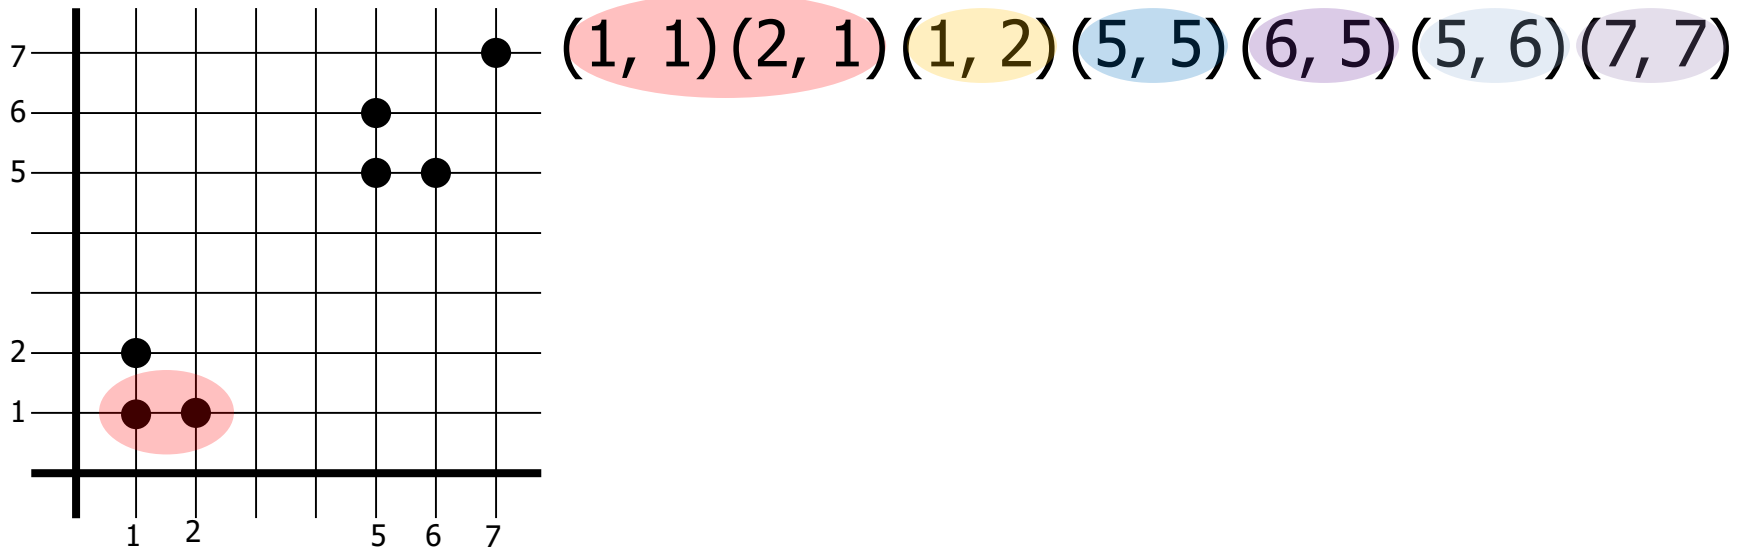 (1, 1)(2, 1)(1, 2)(5, 5)(6, 5)(5, 6)(7, 7)
7
6
5
2
1
1 2 5 6 7